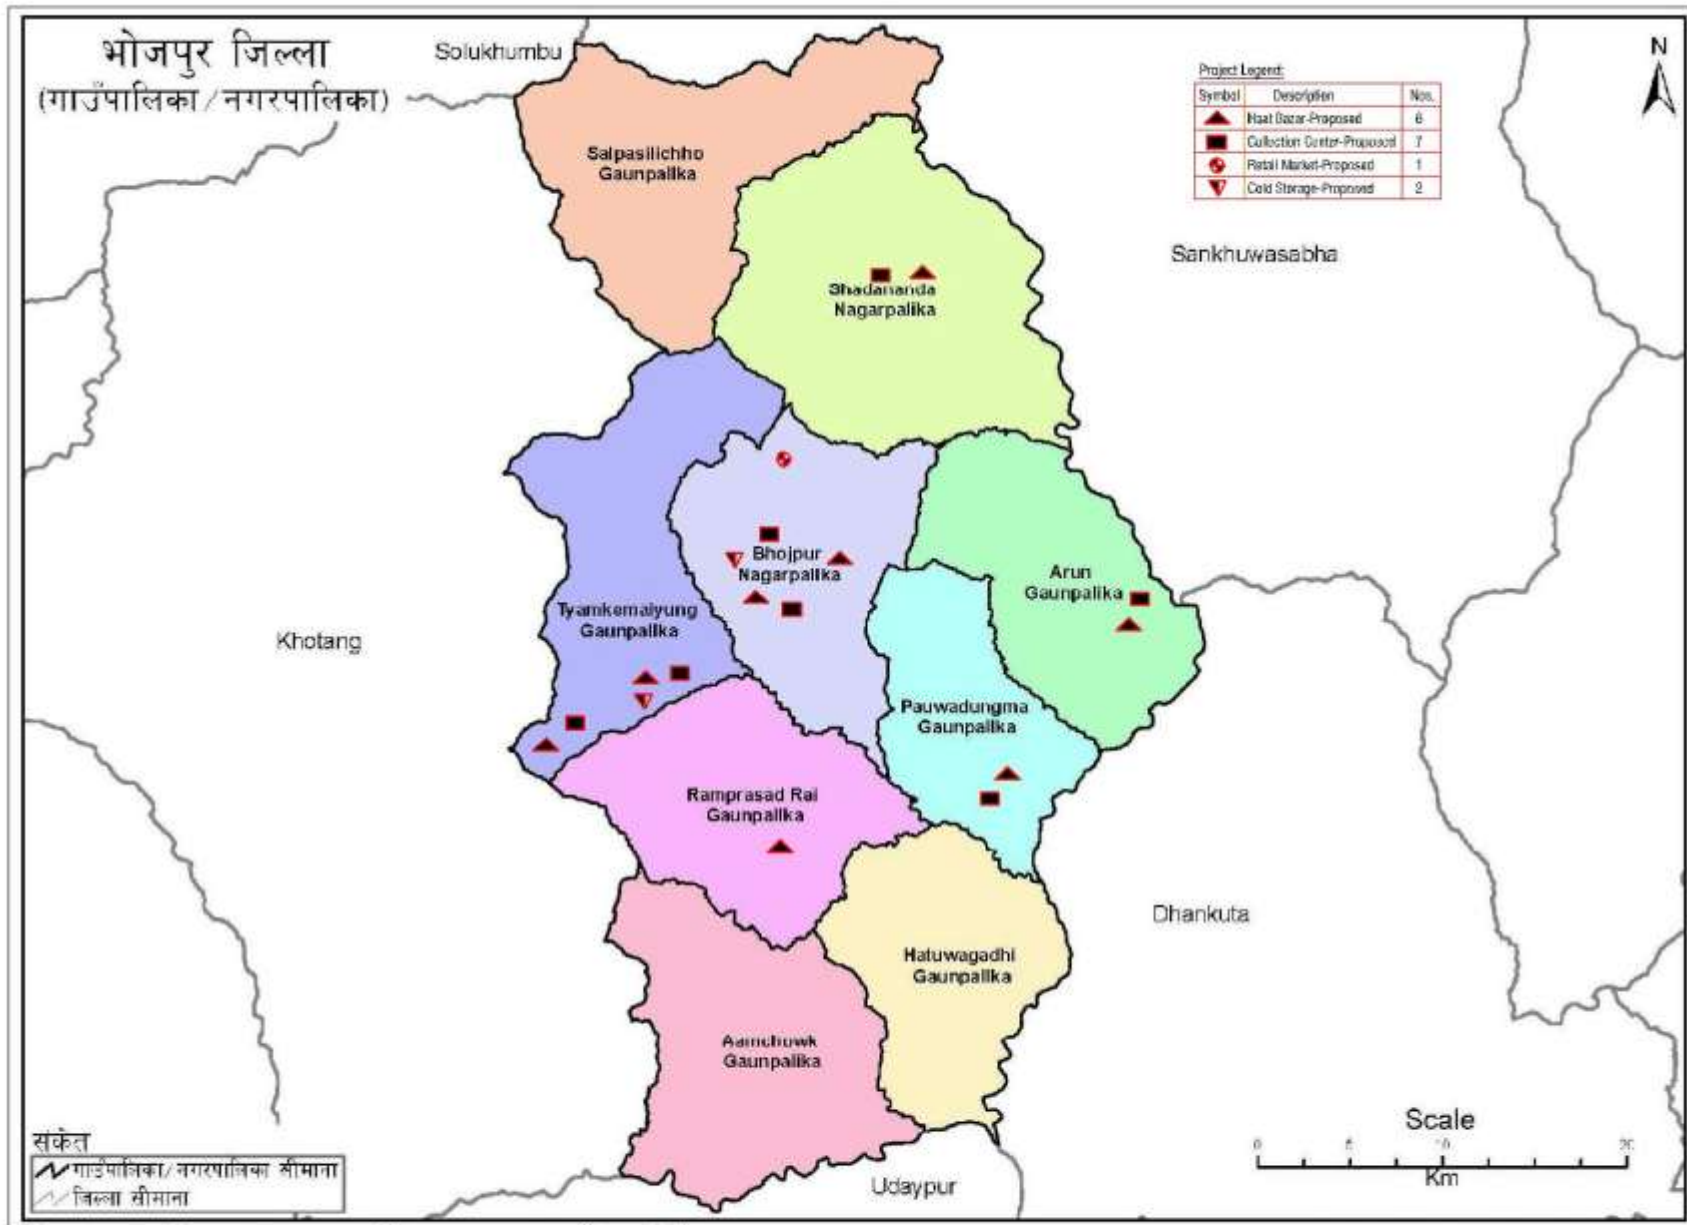 भोजपुर जिल्ला
(गाउँपालिका/नगरपालिका)
Solukhumbu
N
Project Legend:
Symbol Description Nos.
Haat Bazar-Proposed 6
Collection Center-Proposed 7
Retail Market-Proposed 1
Cold Storage-Proposed 2
Salpasilichho
Gaunpalika
Sankhuwasabha
Shadananda
Nagarpalika
Bhojpur
Nagarpalika
Arun
Gaunpalika
Tyamkemaiyung
Gaunpalika
Khotang
Pauwadungma
Gaunpalika
Ramprasad Rai
Gaunpalika
Dhankuta
Hatuwagadhi
Gaunpalika
Aamchowk
Gaunpalika
Scale
0 5 10 20
Km
संकेत
गाउँपालिका/नगरपालिका सीमाना
जिल्ला सीमाना
Udaypur